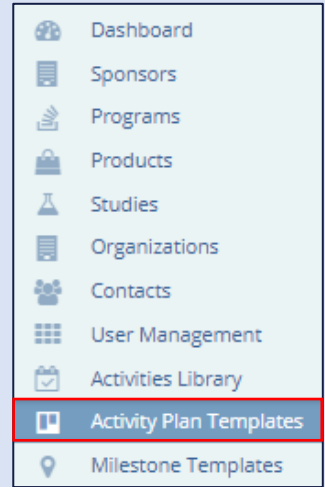 Dashboard
Sponsors
Programs
Products
Studies
Organizations
Contacts
User Management
Activities Library
Activity Plan Templates
Milestone Templates